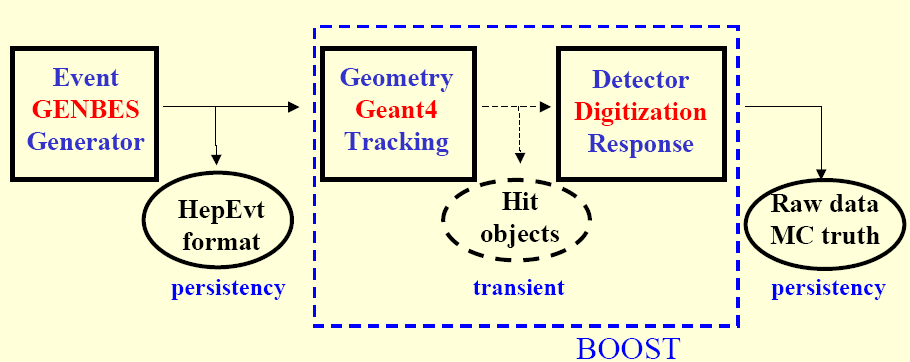 Event
GENBES
Generator
Geometry
Geant4
Tracking
Detector
Digitization
Response
HepEvt
format
persistency
Hit
objects
transient
Raw data
MC truth
persistency
BOOST